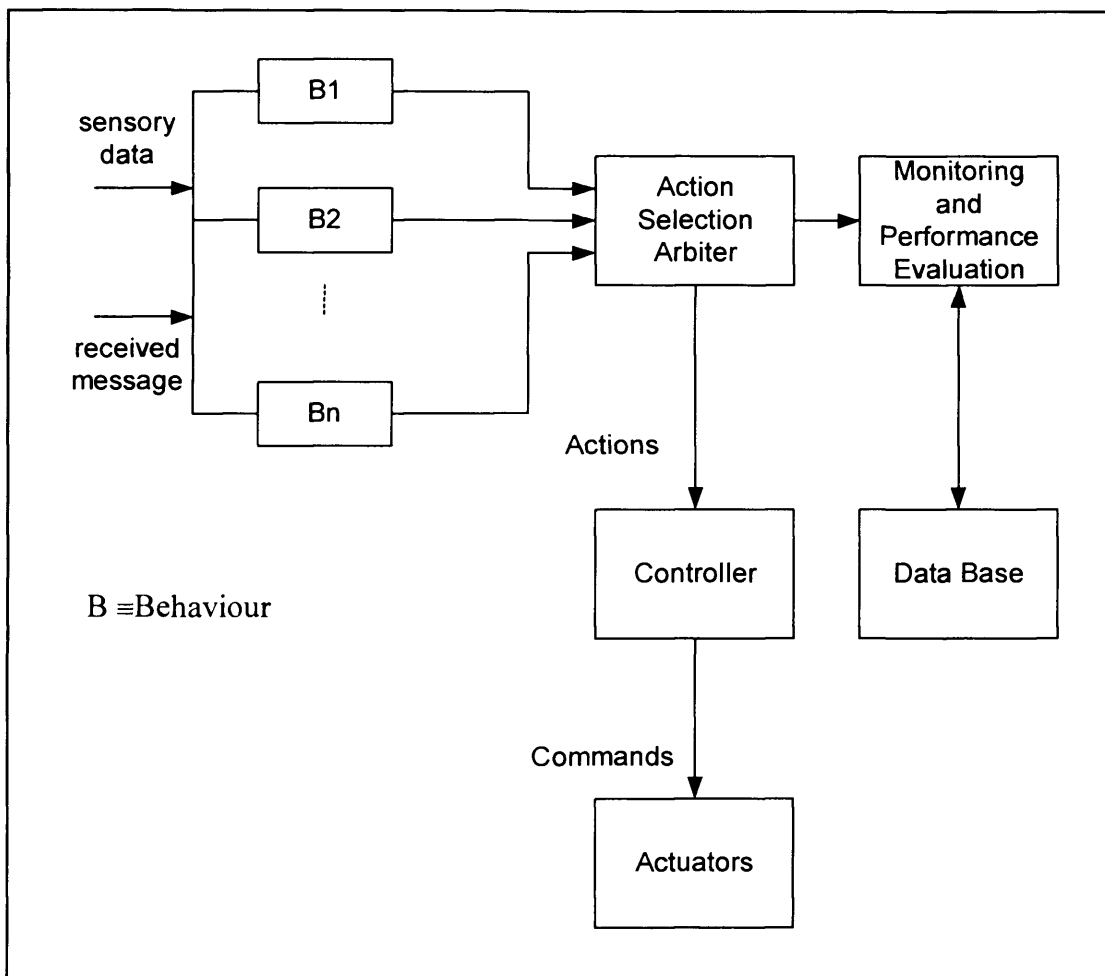 B1
sensory
data
B2
received
message
Bn
Action
Selection
Arbiter
Monitoring
and
Performance
Evaluation
Actions
Controller
Data Base
B ≡Behaviour
Commands
Actuators